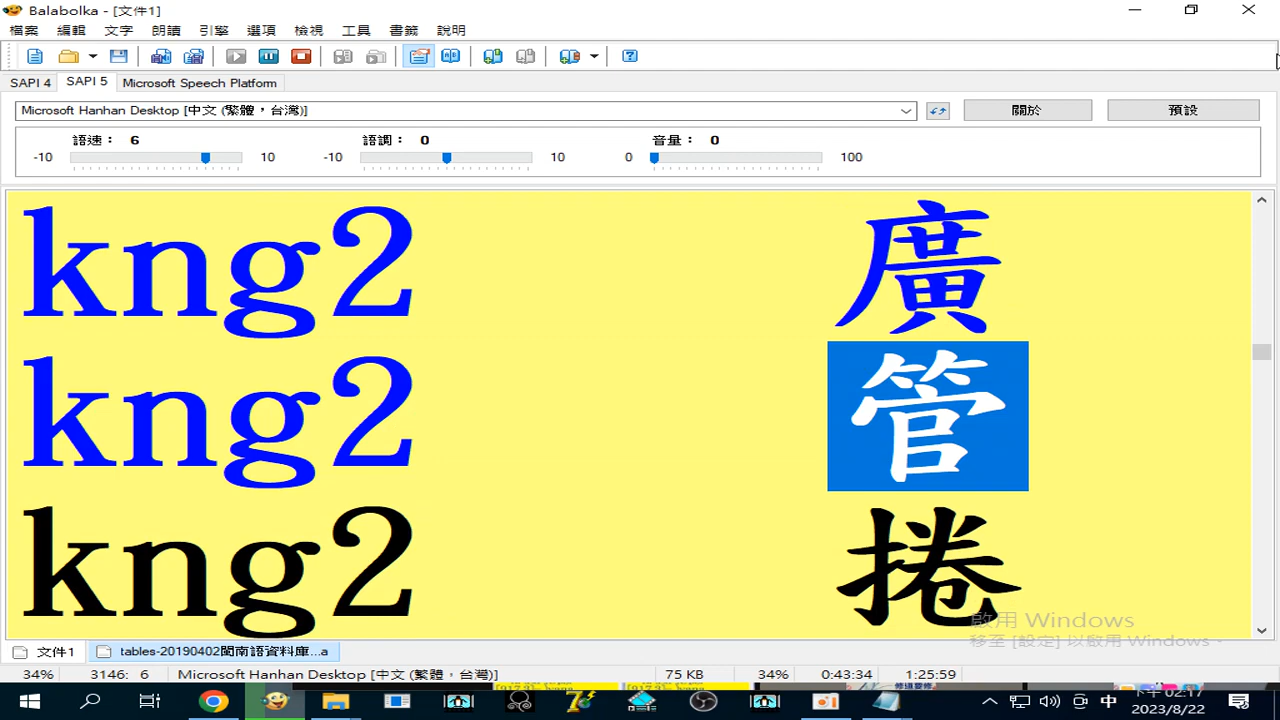 Balabolka - [文件1]
檔案 編輯 文字 朗讀 引擎 選項 檢視 工具 書籤 說明
SAPI 4 SAPI 5 Microsoft Speech Platform
Microsoft Hanhan Desktop [中文 (繁體，台灣)] 關於 預設
語速： 6 語調： 0 音量： 0
-10 10 -10 10 0 100
kng2 廣
kng2 管
kng2 捲
啟用 Windows
移至 [設定] 以啟用 Windows。
文件1 tables-20190402閩南語資料庫...a
34% 3146: 6 Microsoft Hanhan Desktop [中文 (繁體，台灣)] 75 KB 34% 0:43:34 1:25:59
中 下午 02:17
2023/8/22